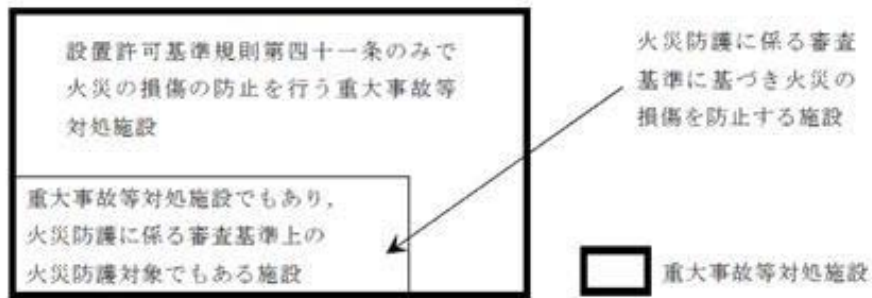 設置許可基準規則第四十一条のみで
火災の損傷の防止を行う重大事故等
対処施設
重大事故等対処施設でもあり，
火災防護に係る審査基準上の
火災防護対象でもある施設
火災防護に係る審査
基準に基づき火災の
損傷を防止する施設
重大事故等対処施設